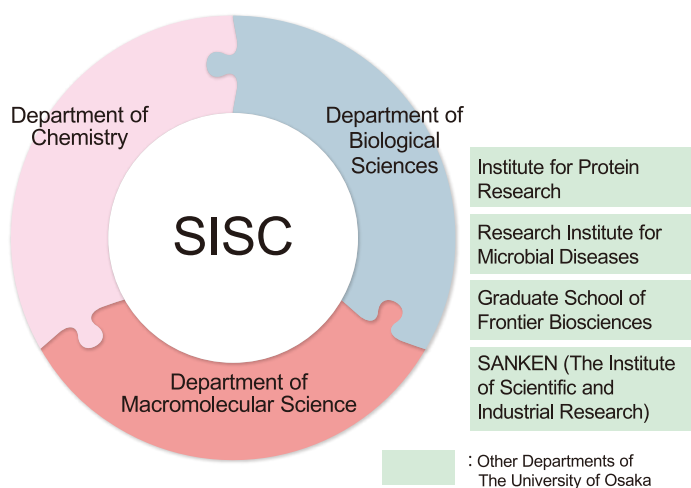 Department of
Chemistry
Department of
Biological
Sciences
SISC
Department of
Macromolecular Science
Institute for Protein
Research
Research Institute for
Microbial Diseases
Graduate School of
Frontier Biosciences
SANKEN (The Institute
of Scientific and
Industrial Research)
: Other Departments of
The University of Osaka